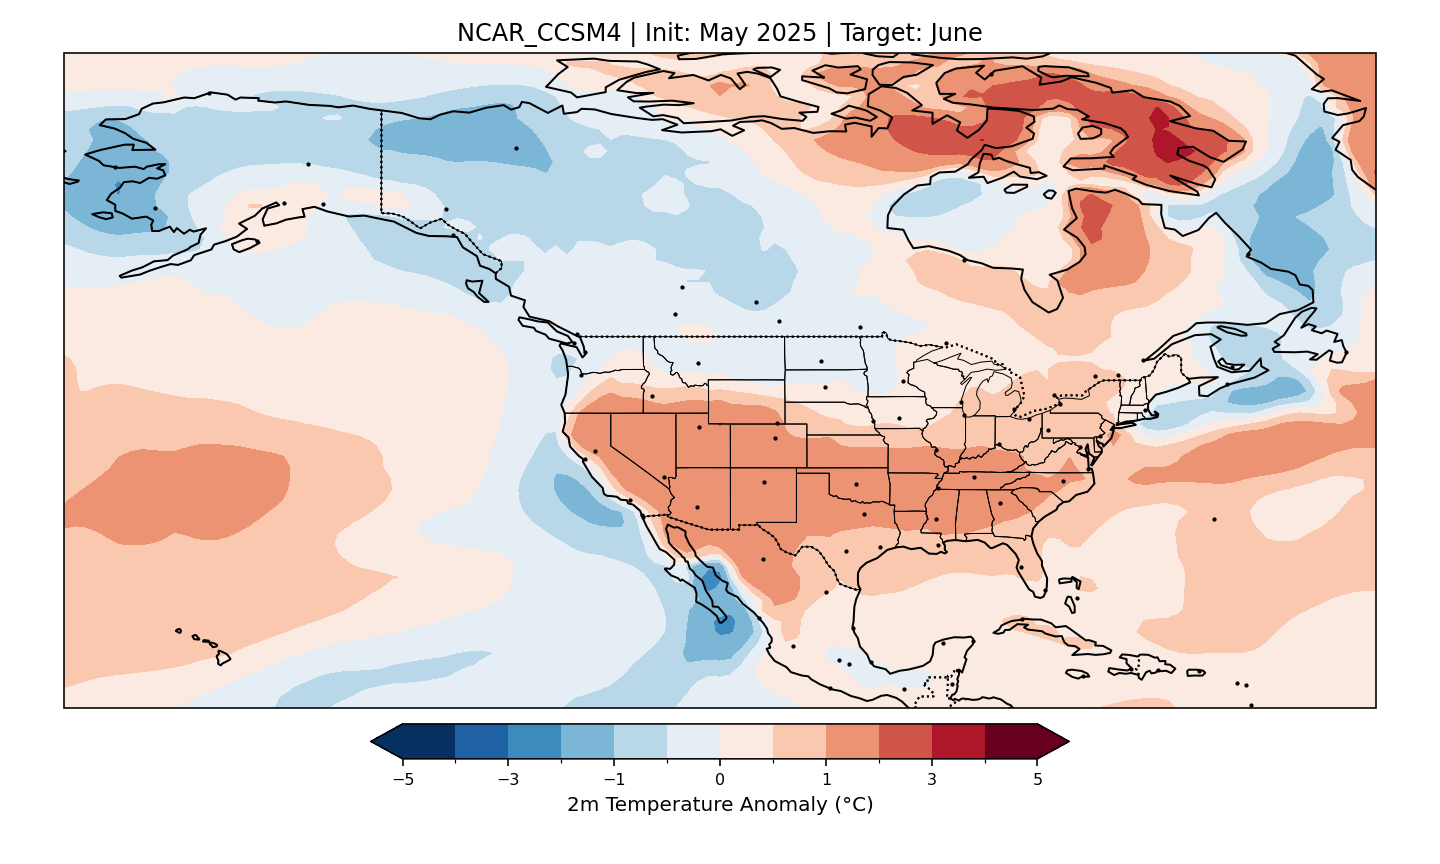 NCAR_CCSM4 | Init: May 2025 | Target: June
−5 −3 −1 0 1 3 5
2m Temperature Anomaly (°C)